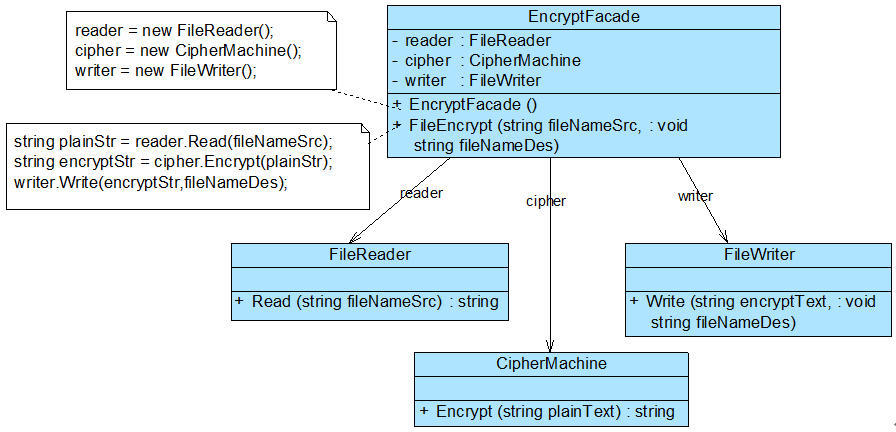 reader = new FileReader();
cipher = new CipherMachine();
writer = new FileWriter();
EncryptFacade
- reader : FileReader
- cipher : CipherMachine
- writer : FileWriter
+ EncryptFacade ()
+ FileEncrypt (string fileNameSrc, : void
string fileNameDes)
string plainStr = reader.Read(fileNameSrc);
string encryptStr = cipher.Encrypt(plainStr);
writer.Write(encryptStr,fileNameDes);
reader
cipher
writer
FileReader
+ Read (string fileNameSrc) : string
FileWriter
+ Write (string encryptText, : void
string fileNameDes)
CipherMachine
+ Encrypt (string plainText) : string